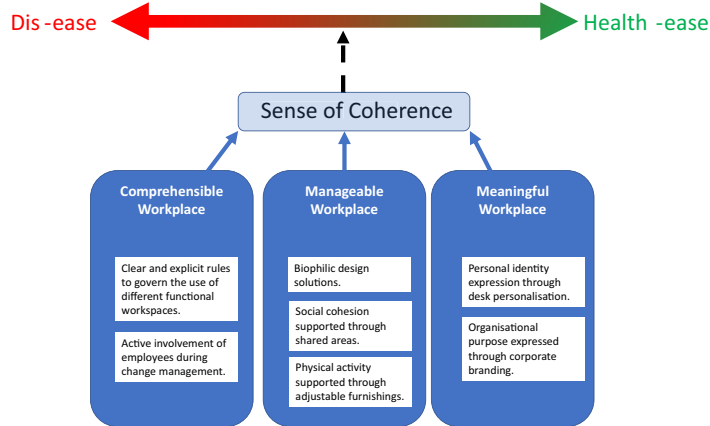 Dis -ease
Health -ease
Sense of Coherence
Comprehensible
Workplace
Clear and explicit rules
to govern the use of
different functional
workspaces.
Active involvement of
employees during
change management.
Manageable
Workplace
Biophilic design
solutions.
Social cohesion
supported through
shared areas.
Physical activity
supported through
adjustable furnishings.
Meaningful
Workplace
Personal identity
expression through
desk personalisation.
Organisational
purpose expressed
through corporate
branding.